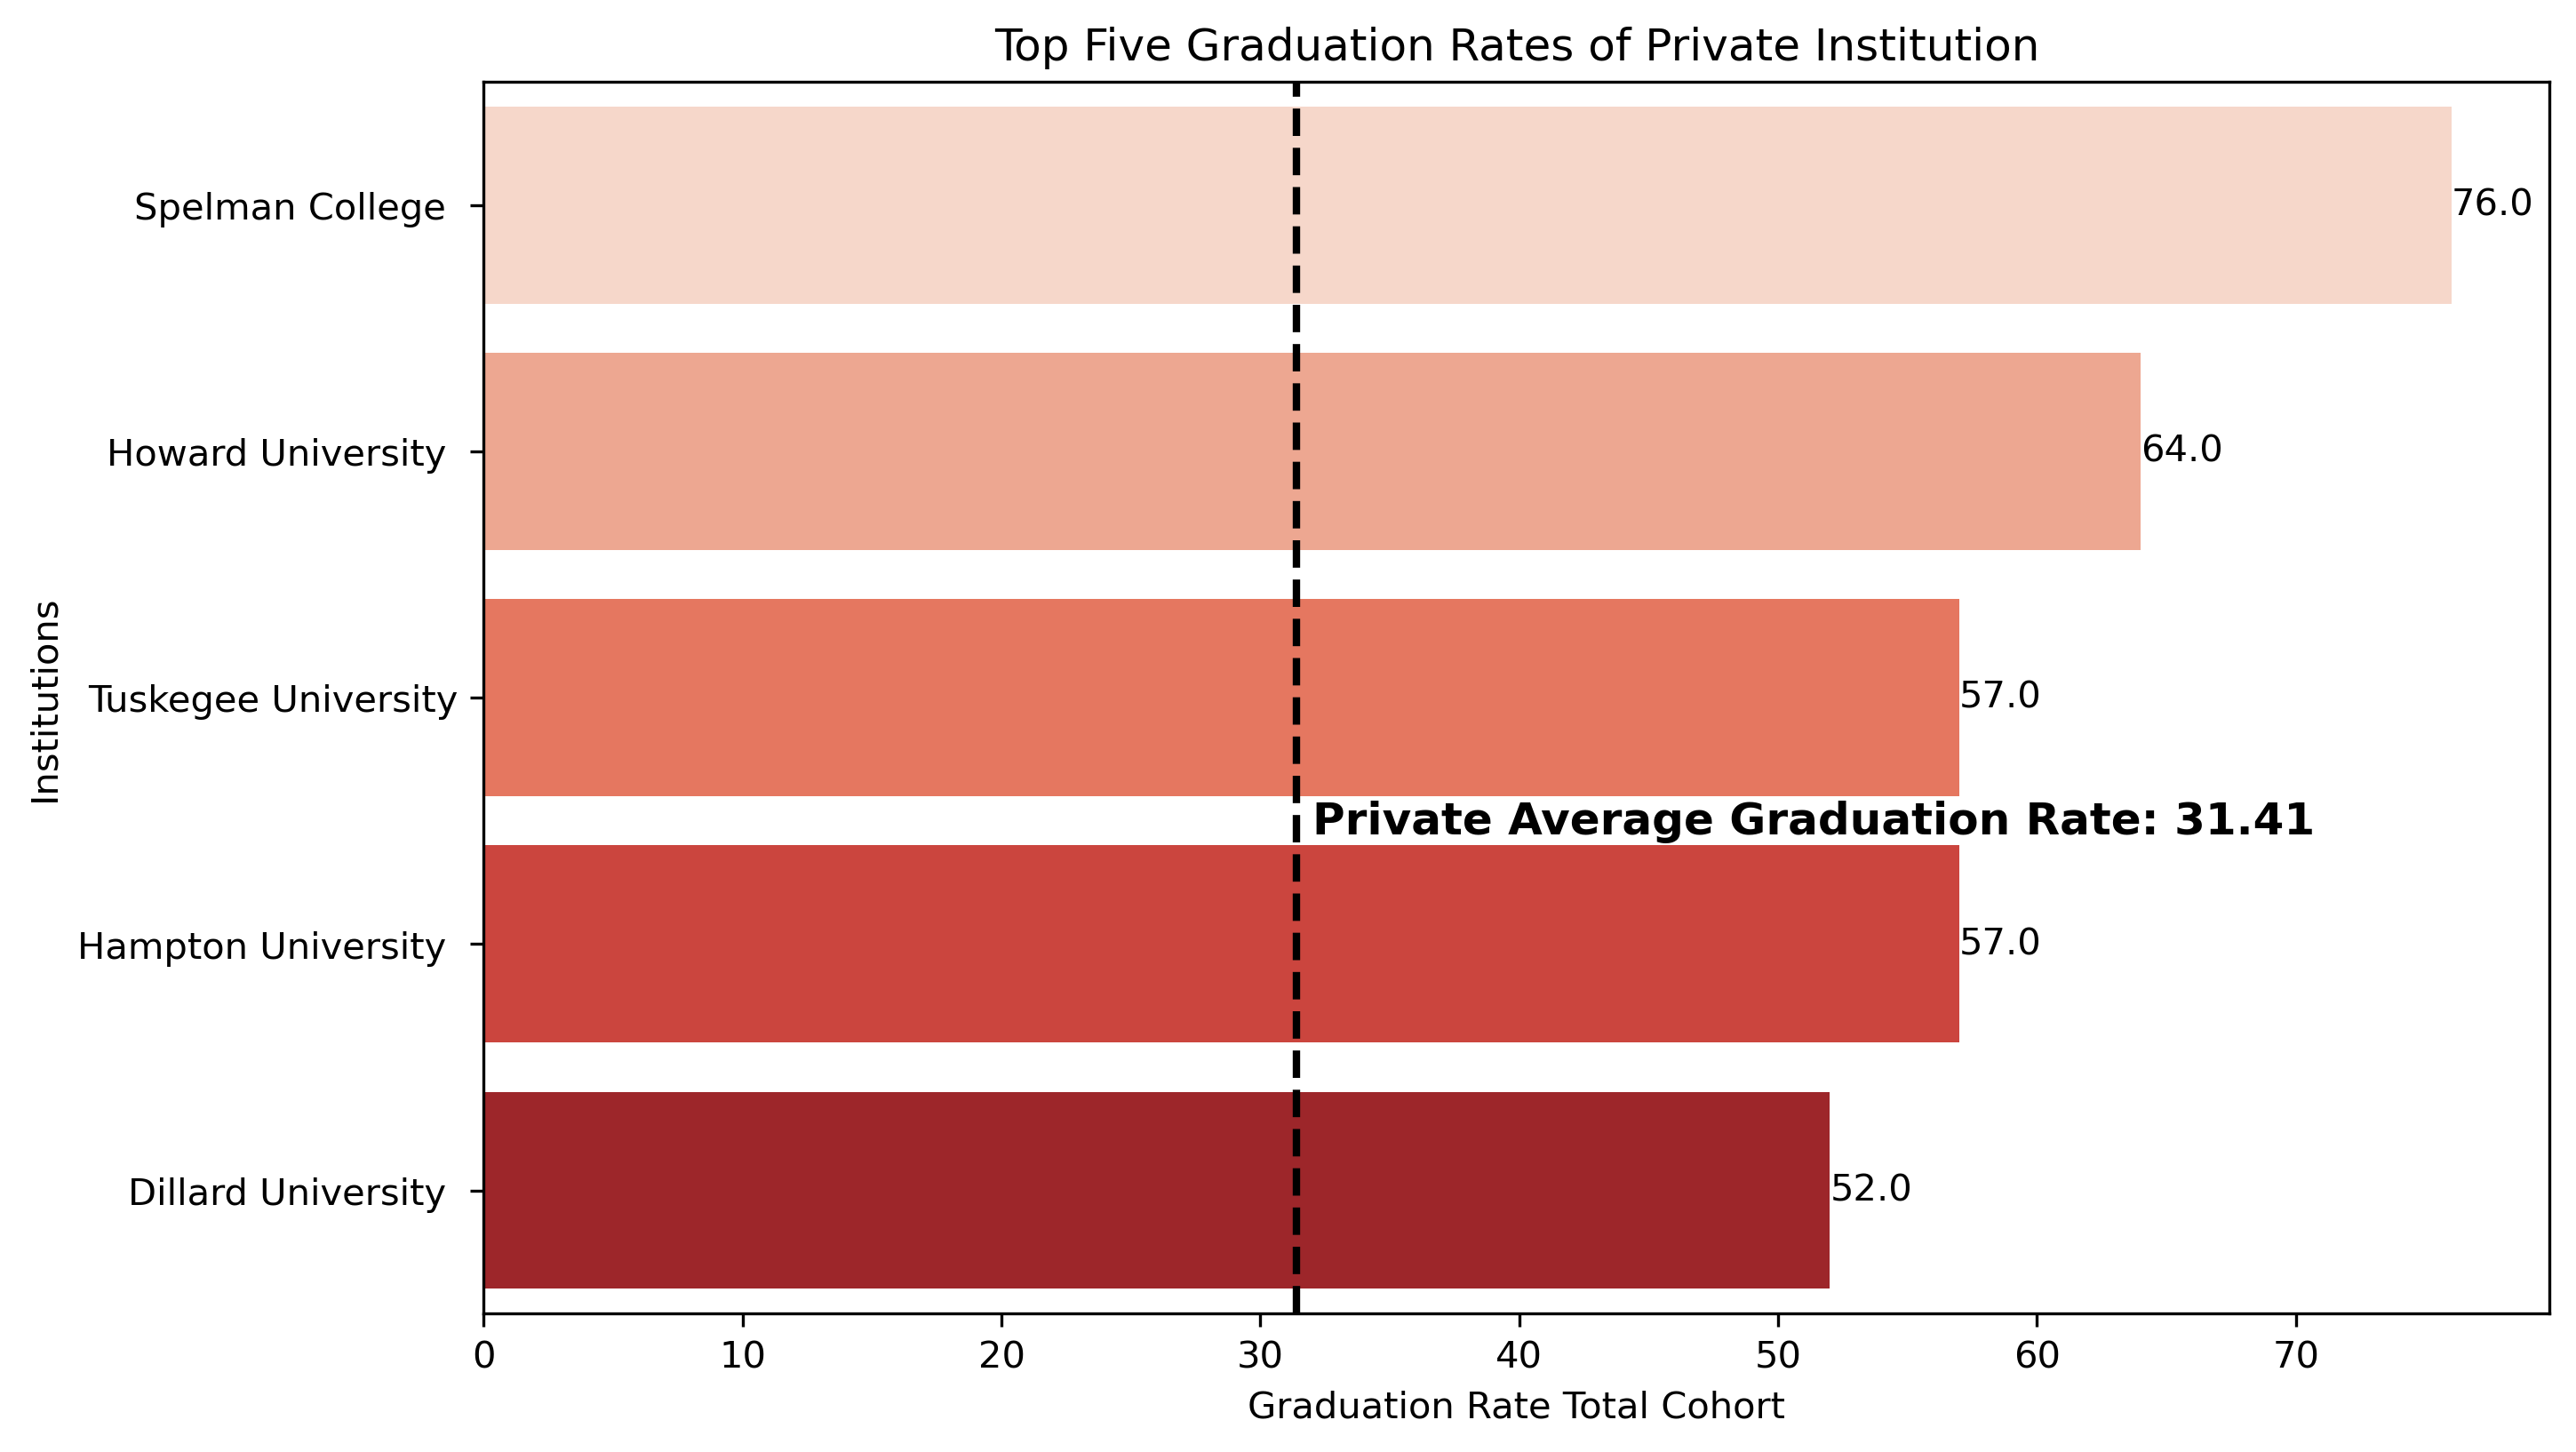 Top Five Graduation Rates of Private Institution
Institutions
Spelman College
76.0
Howard University
64.0
Tuskegee University
57.0
Private Average Graduation Rate: 31.41
Hampton University
57.0
Dillard University
52.0
0 10 20 30 40 50 60 70
Graduation Rate Total Cohort